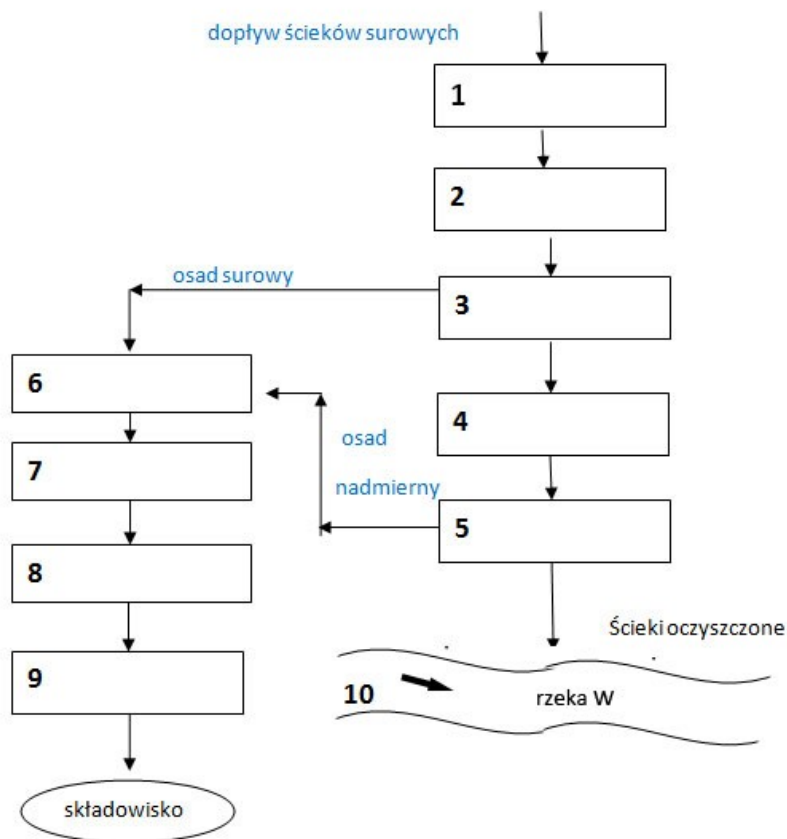 dopływ ścieków surowych
1
2
osad surowy
3
6
4
osad
7
nadmierny
5
8
Ścieki oczyszczone
9
10
rzeka W
składowisko